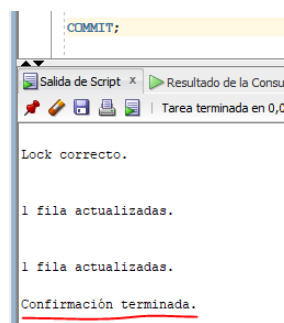 COMMIT;
Salida de Script x Resultado de la Consu
Tarea terminada en 0,0
Lock correcto.
1 fila actualizadas.
1 fila actualizadas.
Confirmación terminada.